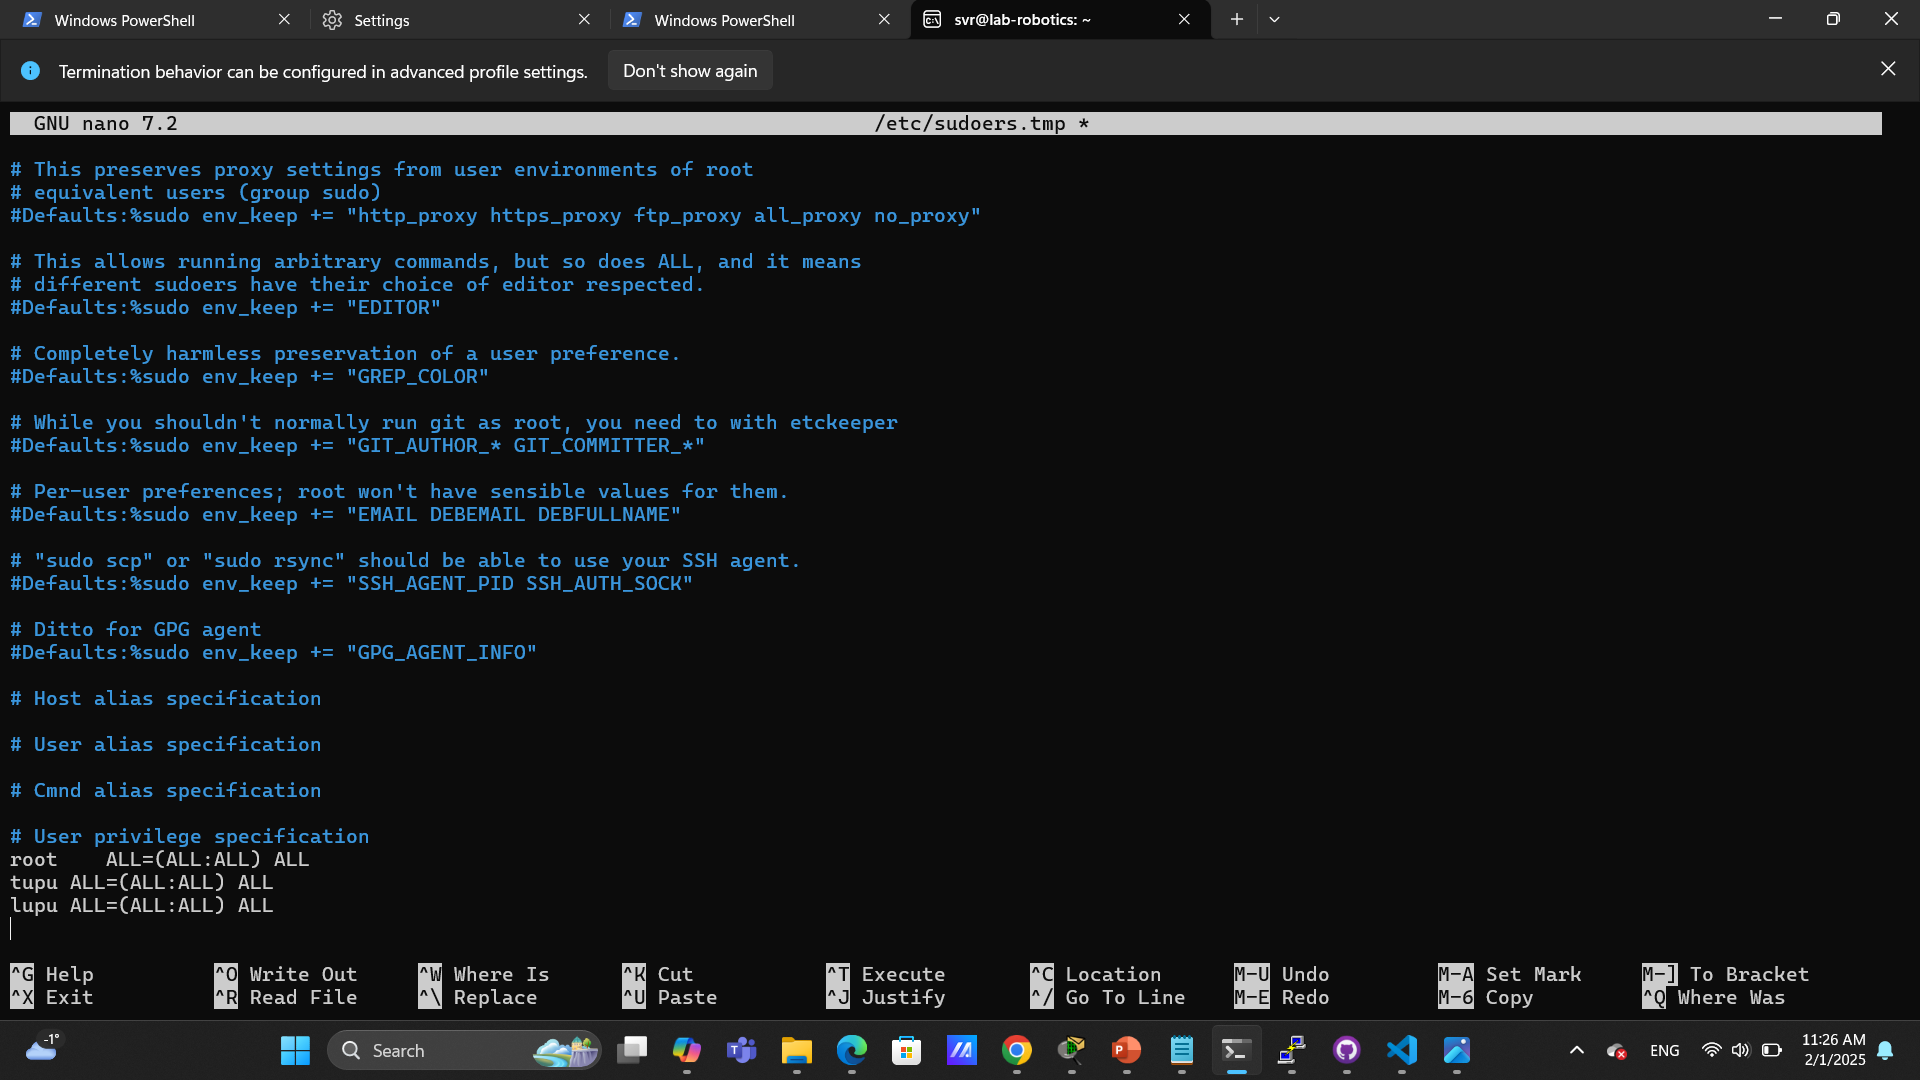 Windows PowerShell
Settings
Windows PowerShell
svr@lab-robotics: ~
Termination behavior can be configured in advanced profile settings.
Don't show again
GNU nano 7.2 /etc/sudoers.tmp *
# This preserves proxy settings from user environments of root
# equivalent users (group sudo)
#Defaults:%sudo env_keep += "http_proxy https_proxy ftp_proxy all_proxy no_proxy"
# This allows running arbitrary commands, but so does ALL, and it means
# different sudoers have their choice of editor respected.
#Defaults:%sudo env_keep += "EDITOR"
# Completely harmless preservation of a user preference.
#Defaults:%sudo env_keep += "GREP_COLOR"
# While you shouldn't normally run git as root, you need to with etckeeper
#Defaults:%sudo env_keep += "GIT_AUTHOR_* GIT_COMMITTER_*"
# Per-user preferences; root won't have sensible values for them.
#Defaults:%sudo env_keep += "EMAIL DEBEMAIL DEBFULLNAME"
# "sudo scp" or "sudo rsync" should be able to use your SSH agent.
#Defaults:%sudo env_keep += "SSH_AGENT_PID SSH_AUTH_SOCK"
# Ditto for GPG agent
#Defaults:%sudo env_keep += "GPG_AGENT_INFO"
# Host alias specification
# User alias specification
# Cmnd alias specification
# User privilege specification
root    ALL=(ALL:ALL) ALL
tupu ALL=(ALL:ALL) ALL
lupu ALL=(ALL:ALL) ALL
^G Help ^O Write Out ^W Where Is ^K Cut ^T Execute ^C Location M-U Undo M-A Set Mark M-] To Bracket
^X Exit ^R Read File ^\ Replace ^U Paste ^J Justify ^/ Go To Line M-E Redo M-6 Copy ^Q Where Was
-1°
Search
ENG
11:26 AM
2/1/2025